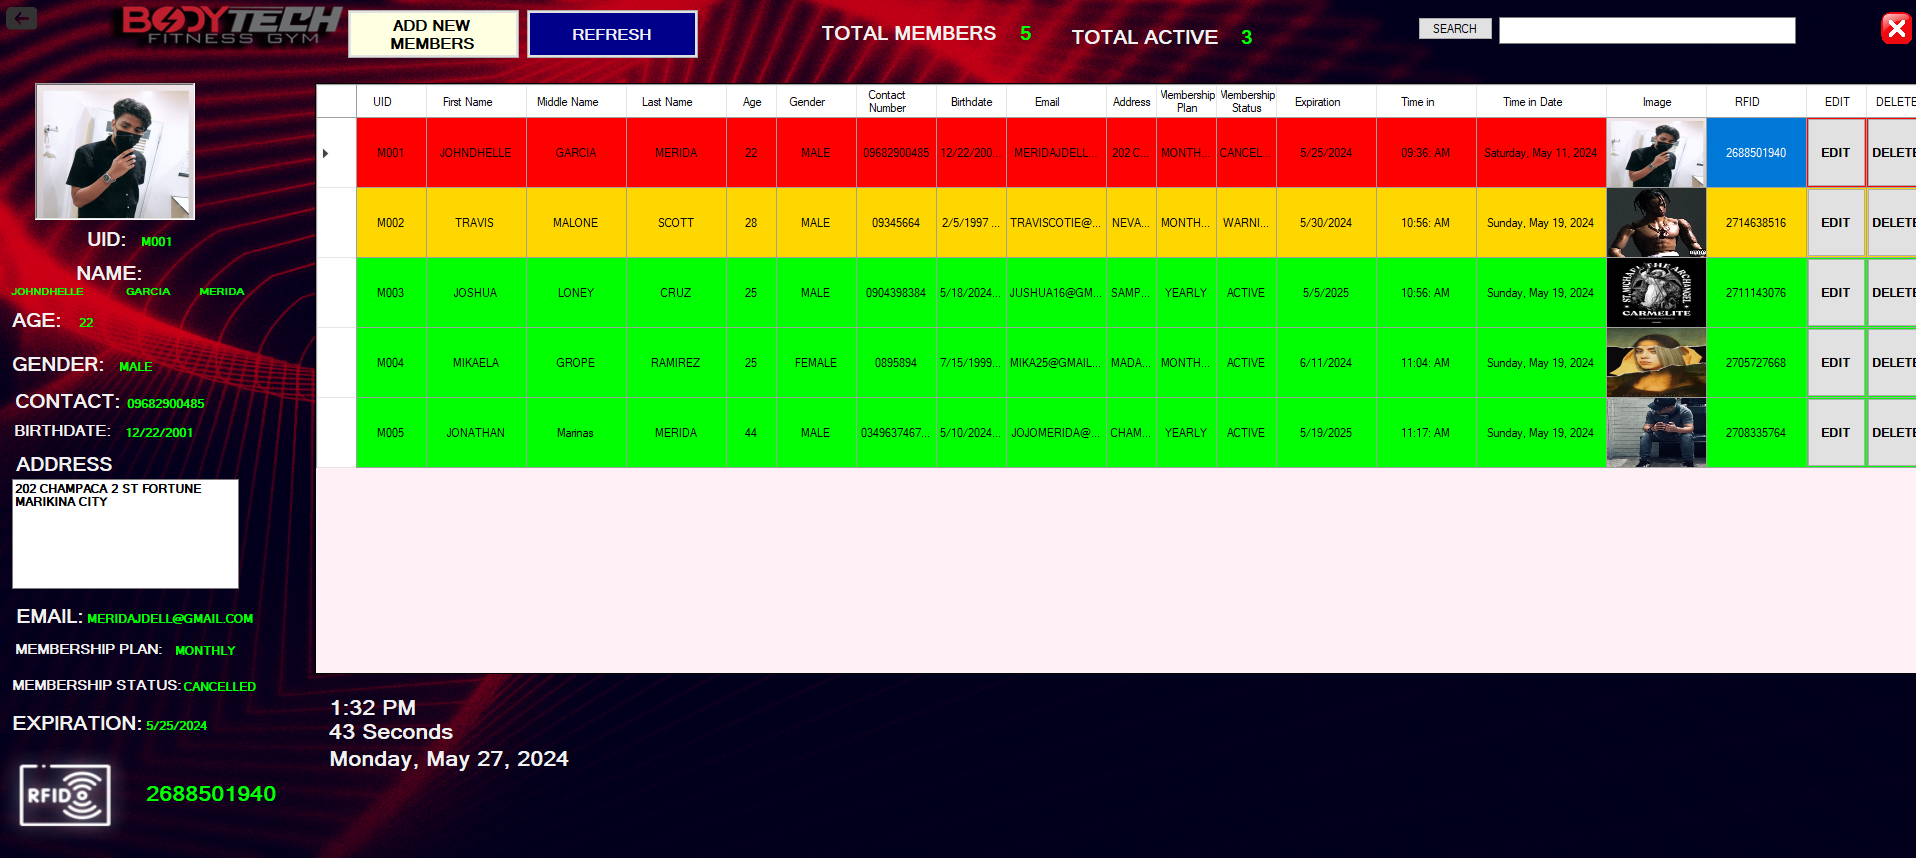 BODYTECH
FITNESS GYM
ADD NEW
MEMBERS
REFRESH
TOTAL MEMBERS 5
TOTAL ACTIVE 3
SEARCH
UID First Name Middle Name Last Name Age Gender Contact Number Birthdate Email Address Membership Plan Membership Status Expiration Time in Time in Date Image RFID EDIT DELETE
M001 JOHNDHELLE GARCIA MERIDA 22 MALE 09682900485 12/22/200... MERIDAJDELL... 202 C... MONTH... CANCEL... 5/25/2024 09:36: AM Saturday, May 11, 2024 2688501940 EDIT DELETE
M002 TRAVIS MALONE SCOTT 28 MALE 09345664 2/5/1997 ... TRAVISCOTIE@... NEVA... MONTH... WARNI... 5/30/2024 10:56: AM Sunday, May 19, 2024 2714638516 EDIT DELETE
M003 JOSHUA LONEY CRUZ 25 MALE 0904398384 5/18/2024... JUSHUA16@GM... SAMP... YEARLY ACTIVE 5/5/2025 10:56: AM Sunday, May 19, 2024 ST. MICHAEL THE ARCHANGEL CARMELITE 2711143076 EDIT DELETE
M004 MIKAELA GROPE RAMIREZ 25 FEMALE 0895894 7/15/1999... MIKA25@GMAIL... MADA... MONTH... ACTIVE 6/11/2024 11:04: AM Sunday, May 19, 2024 2705727668 EDIT DELETE
M005 JONATHAN Marinas MERIDA 44 MALE 0349637467... 5/10/2024... JOJOMERIDA@... CHAM... YEARLY ACTIVE 5/19/2025 11:17: AM Sunday, May 19, 2024 2708335764 EDIT DELETE
UID: M001
NAME:
JOHNDHELLE GARCIA MERIDA
AGE: 22
GENDER: MALE
CONTACT: 09682900485
BIRTHDATE: 12/22/2001
ADDRESS
202 CHAMPACA 2 ST FORTUNE
MARIKINA CITY
EMAIL: MERIDAJDELL@GMAIL.COM
MEMBERSHIP PLAN: MONTHLY
MEMBERSHIP STATUS: CANCELLED
EXPIRATION: 5/25/2024
RFID 2688501940
1:32 PM
43 Seconds
Monday, May 27, 2024